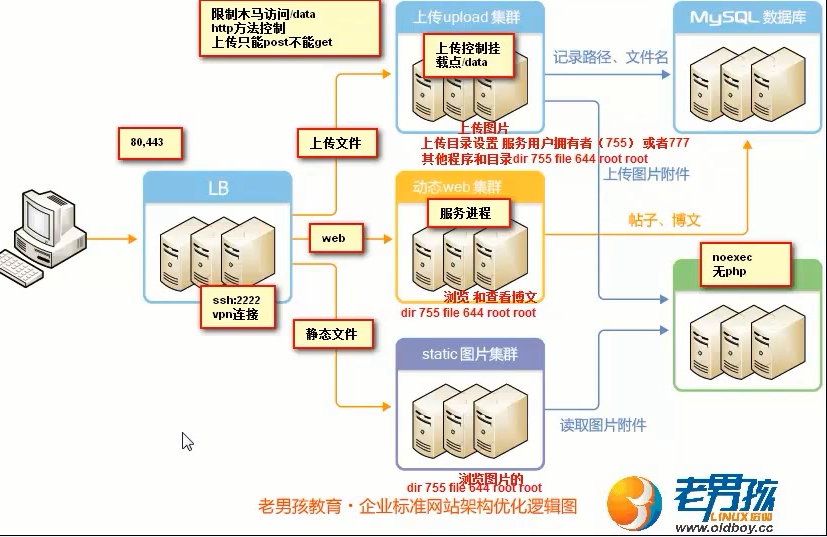 限制木马访问/data
http方法控制
上传只能post不能get
上传upload 集群
MySQL 数据库
上传控制挂
载点/data
记录路径、文件名
80,443
上传文件
上传图片
上传目录设置 服务用户拥有者（755） 或者777
其他程序和目录dir 755 file 644 root root
上传图片附件
LB
动态web 集群
服务进程
web
帖子、博文
noexec
无php
ssh:2222
vpn连接
浏览 和查看博文
dir 755 file 644 root root
静态文件
static 图片集群
读取图片附件
浏览图片的
dir 755 file 644 root root
老男孩教育·企业标准网站架构优化逻辑图
老男孩
LINUX培训
www.oldboy.cc